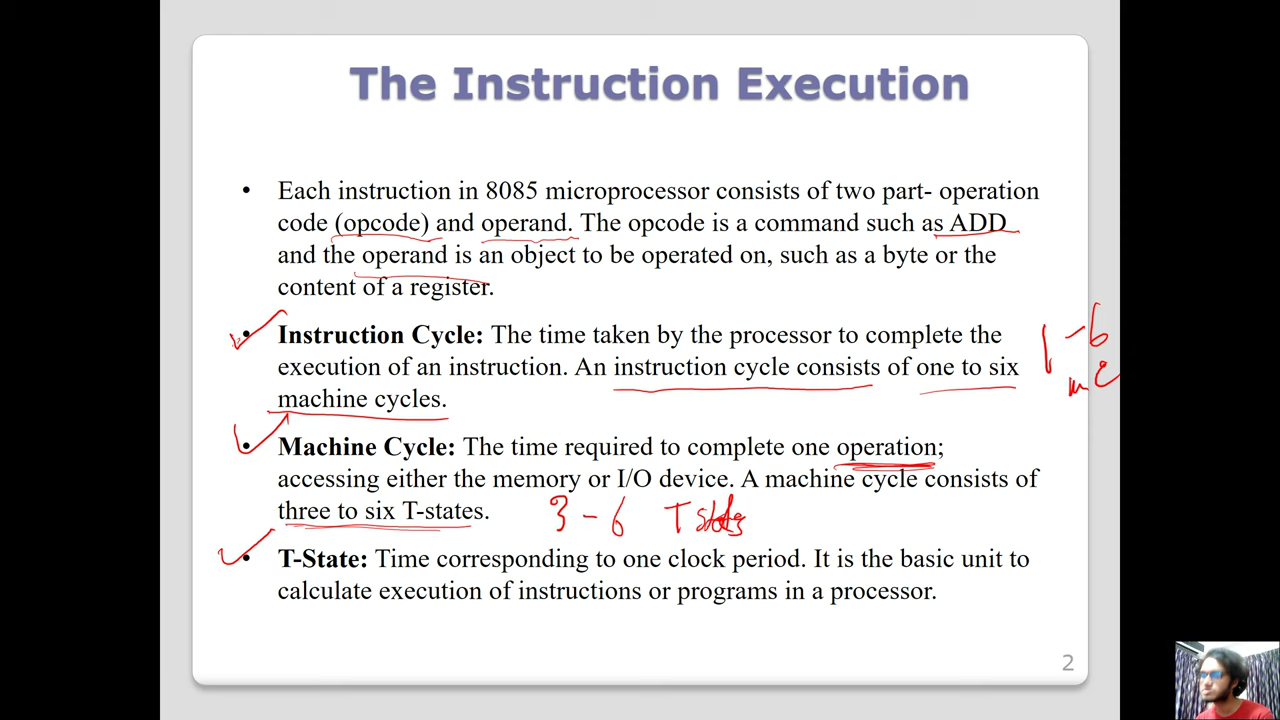 The Instruction Execution
• Each instruction in 8085 microprocessor consists of two part- operation
code (opcode) and operand. The opcode is a command such as ADD
and the operand is an object to be operated on, such as a byte or the
content of a register.
• Instruction Cycle: The time taken by the processor to complete the
execution of an instruction. An instruction cycle consists of one to six
machine cycles.
1 - 6
mc
• Machine Cycle: The time required to complete one operation;
accessing either the memory or I/O device. A machine cycle consists of
three to six T-states.
3 - 6 T states
• T-State: Time corresponding to one clock period. It is the basic unit to
calculate execution of instructions or programs in a processor.
2